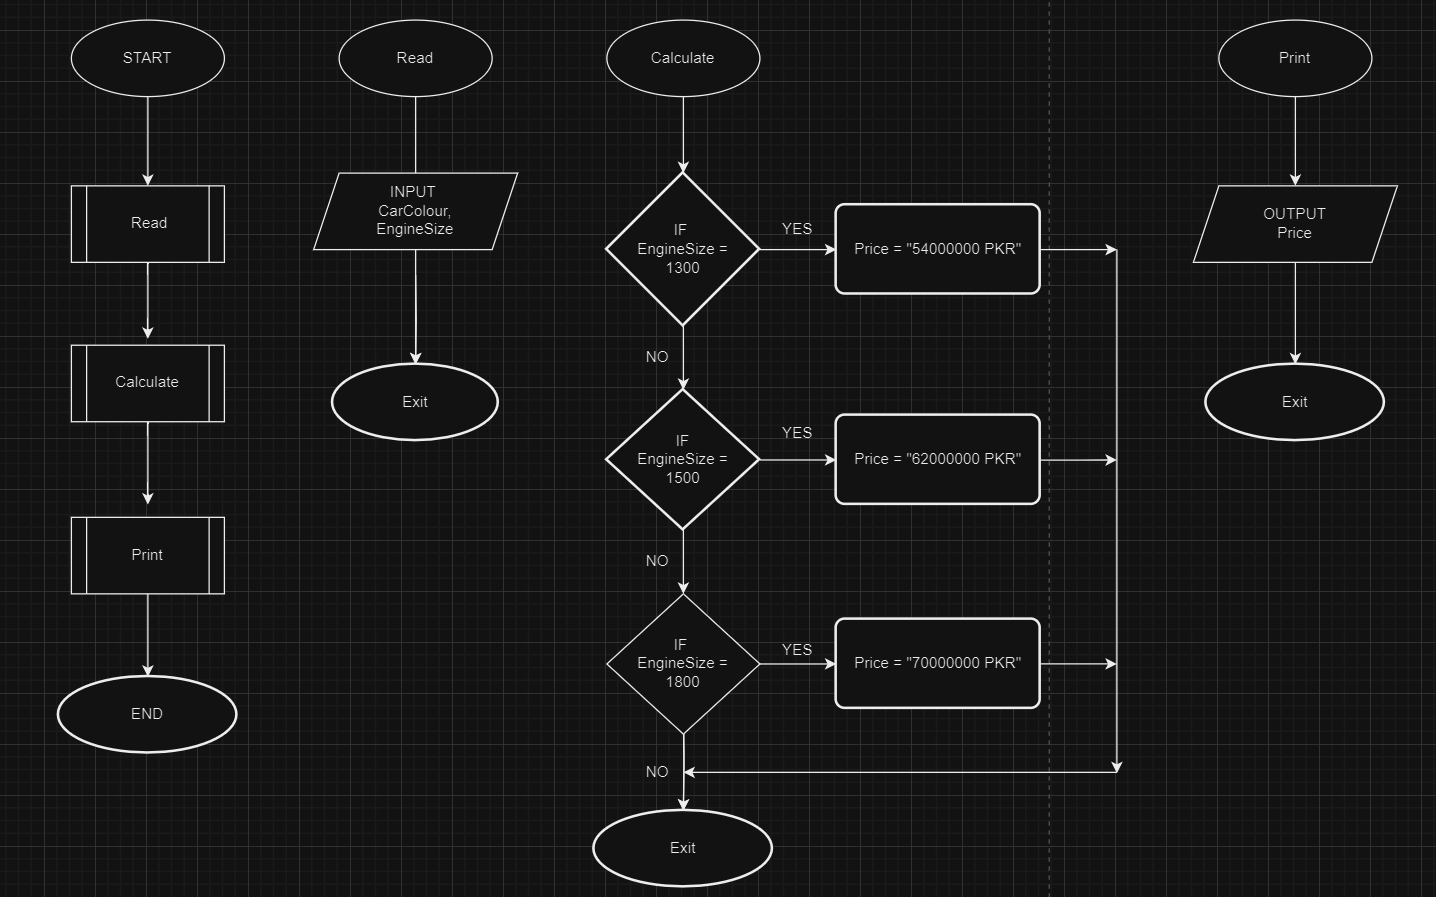 START
Read
Calculate
Print
END
Read
INPUT
CarColour,
EngineSize
Exit
Calculate
IF
EngineSize =
1300
YES
Price = "54000000 PKR"
NO
IF
EngineSize =
1500
YES
Price = "62000000 PKR"
NO
IF
EngineSize =
1800
YES
Price = "70000000 PKR"
NO
Exit
Print
OUTPUT
Price
Exit